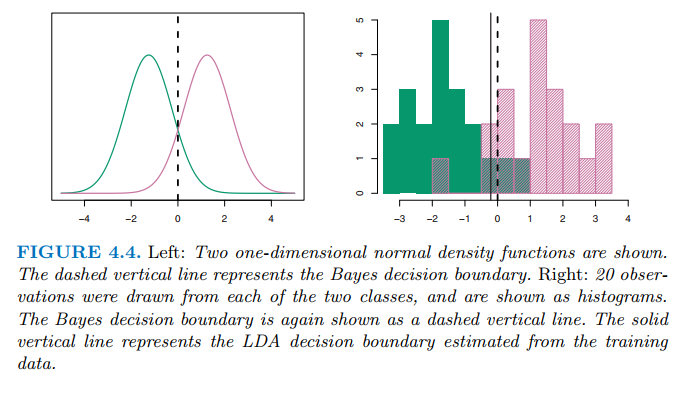 −4 −2 0 2 4
0 1 2 3 4 5
−3 −2 −1 0 1 2 3 4
FIGURE 4.4. Left: Two one-dimensional normal density functions are shown.
The dashed vertical line represents the Bayes decision boundary. Right: 20 obser-
vations were drawn from each of the two classes, and are shown as histograms.
The Bayes decision boundary is again shown as a dashed vertical line. The solid
vertical line represents the LDA decision boundary estimated from the training
data.